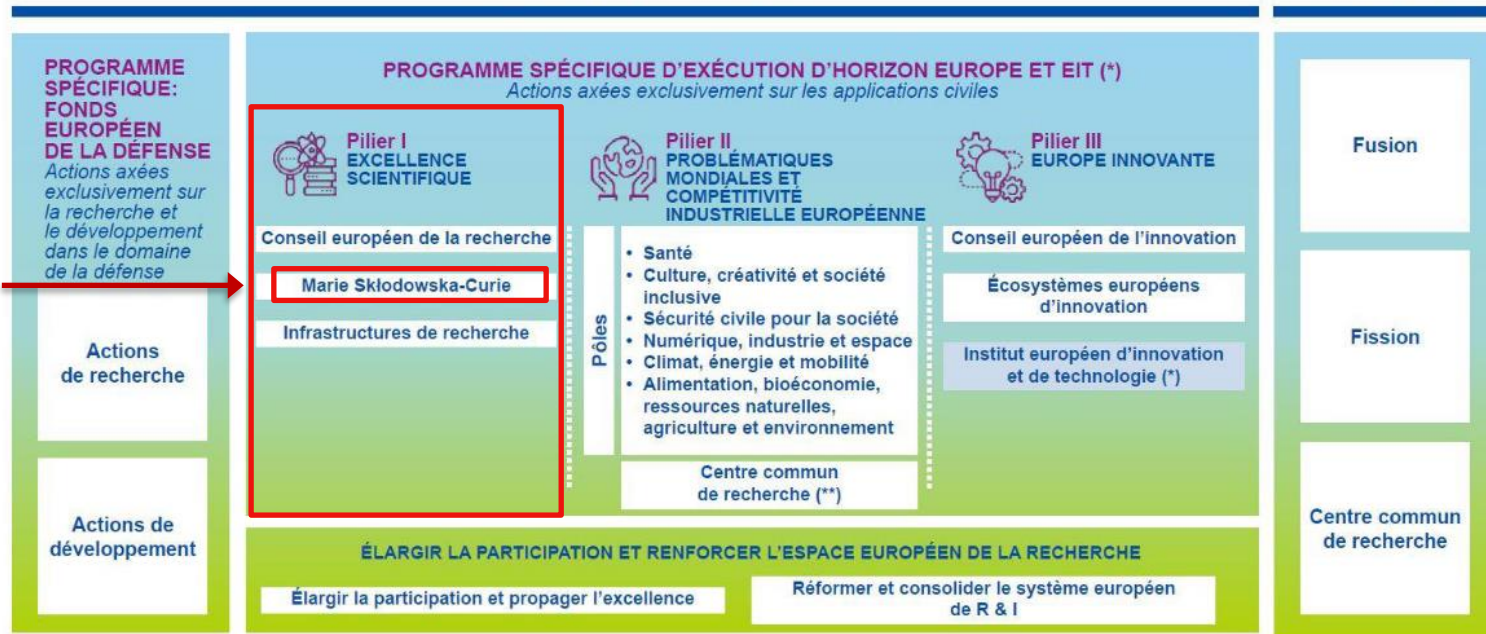 PROGRAMME
SPÉCIFIQUE:
FONDS
EUROPÉEN
DE LA DÉFENSE
Actions axées
exclusivement sur
la recherche et
le développement
dans le domaine
de la défense
Actions
de recherche
Actions de
développement
PROGRAMME SPÉCIFIQUE D’EXÉCUTION D’HORIZON EUROPE ET EIT (*)
Actions axées exclusivement sur les applications civiles
Pilier I
EXCELLENCE
SCIENTIFIQUE
Conseil européen de la recherche
Marie Skłodowska-Curie
Infrastructures de recherche
Pilier II
PROBLÉMATIQUES
MONDIALES ET
COMPÉTITIVITÉ
INDUSTRIELLE EUROPÉENNE
Pôles
• Santé
• Culture, créativité et société
inclusive
• Sécurité civile pour la société
• Numérique, industrie et espace
• Climat, énergie et mobilité
• Alimentation, bioéconomie,
ressources naturelles,
agriculture et environnement
Centre commun
de recherche (**)
Pilier III
EUROPE INNOVANTE
Conseil européen de l’innovation
Écosystèmes européens
d’innovation
Institut européen d’innovation
et de technologie (*)
ÉLARGIR LA PARTICIPATION ET RENFORCER L’ESPACE EUROPÉEN DE LA RECHERCHE
Élargir la participation et propager l’excellence
Réformer et consolider le système européen
de R & I
Fusion
Fission
Centre commun
de recherche